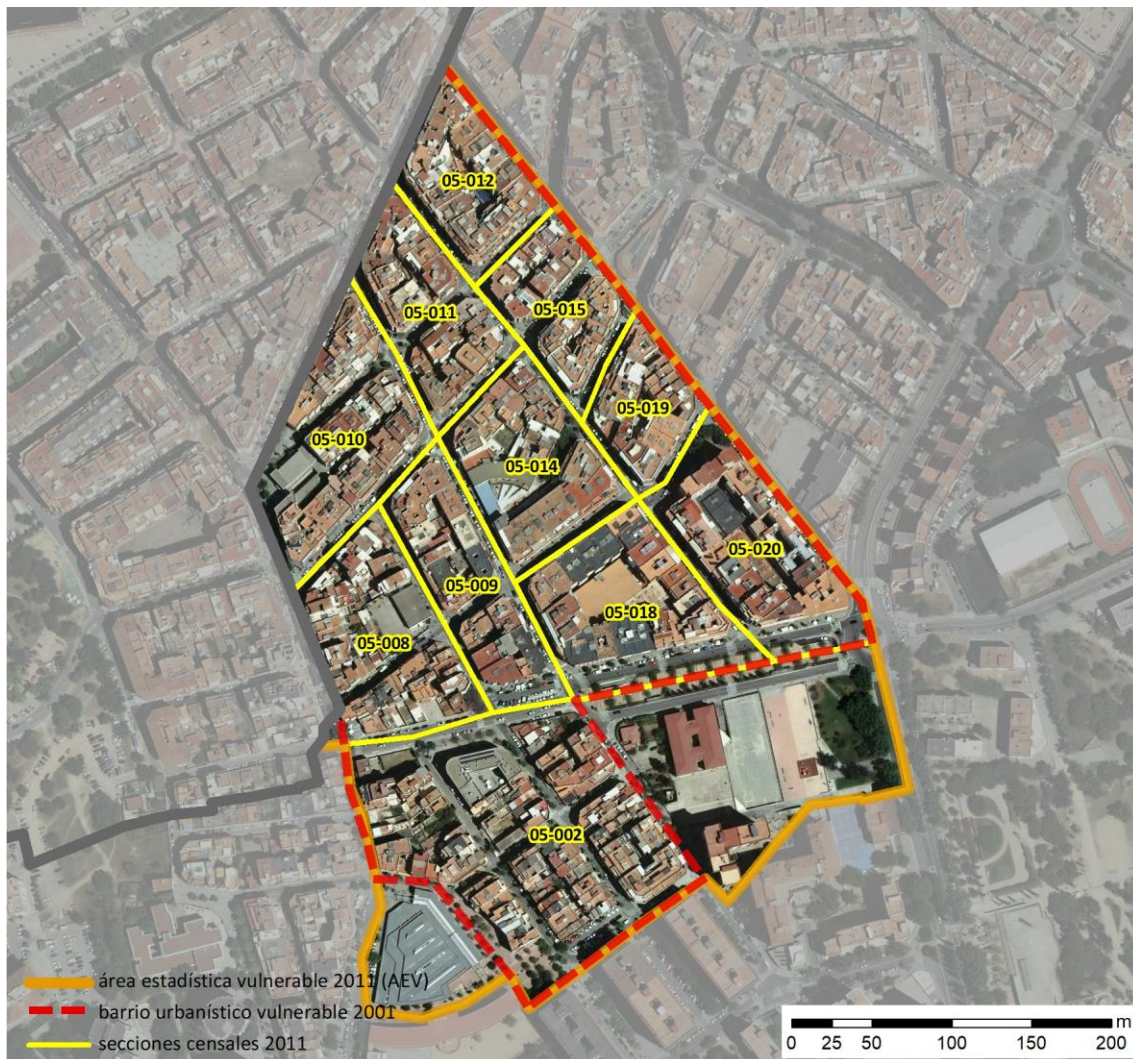 05-012
05-011
05-015
05-019
05-010
05-014
05-020
05-009
05-018
05-008
05-002
área estadística vulnerable 2011 (AEV)
barrio urbanístico vulnerable 2001
secciones censales 2011
m
0 25 50 100 150 200